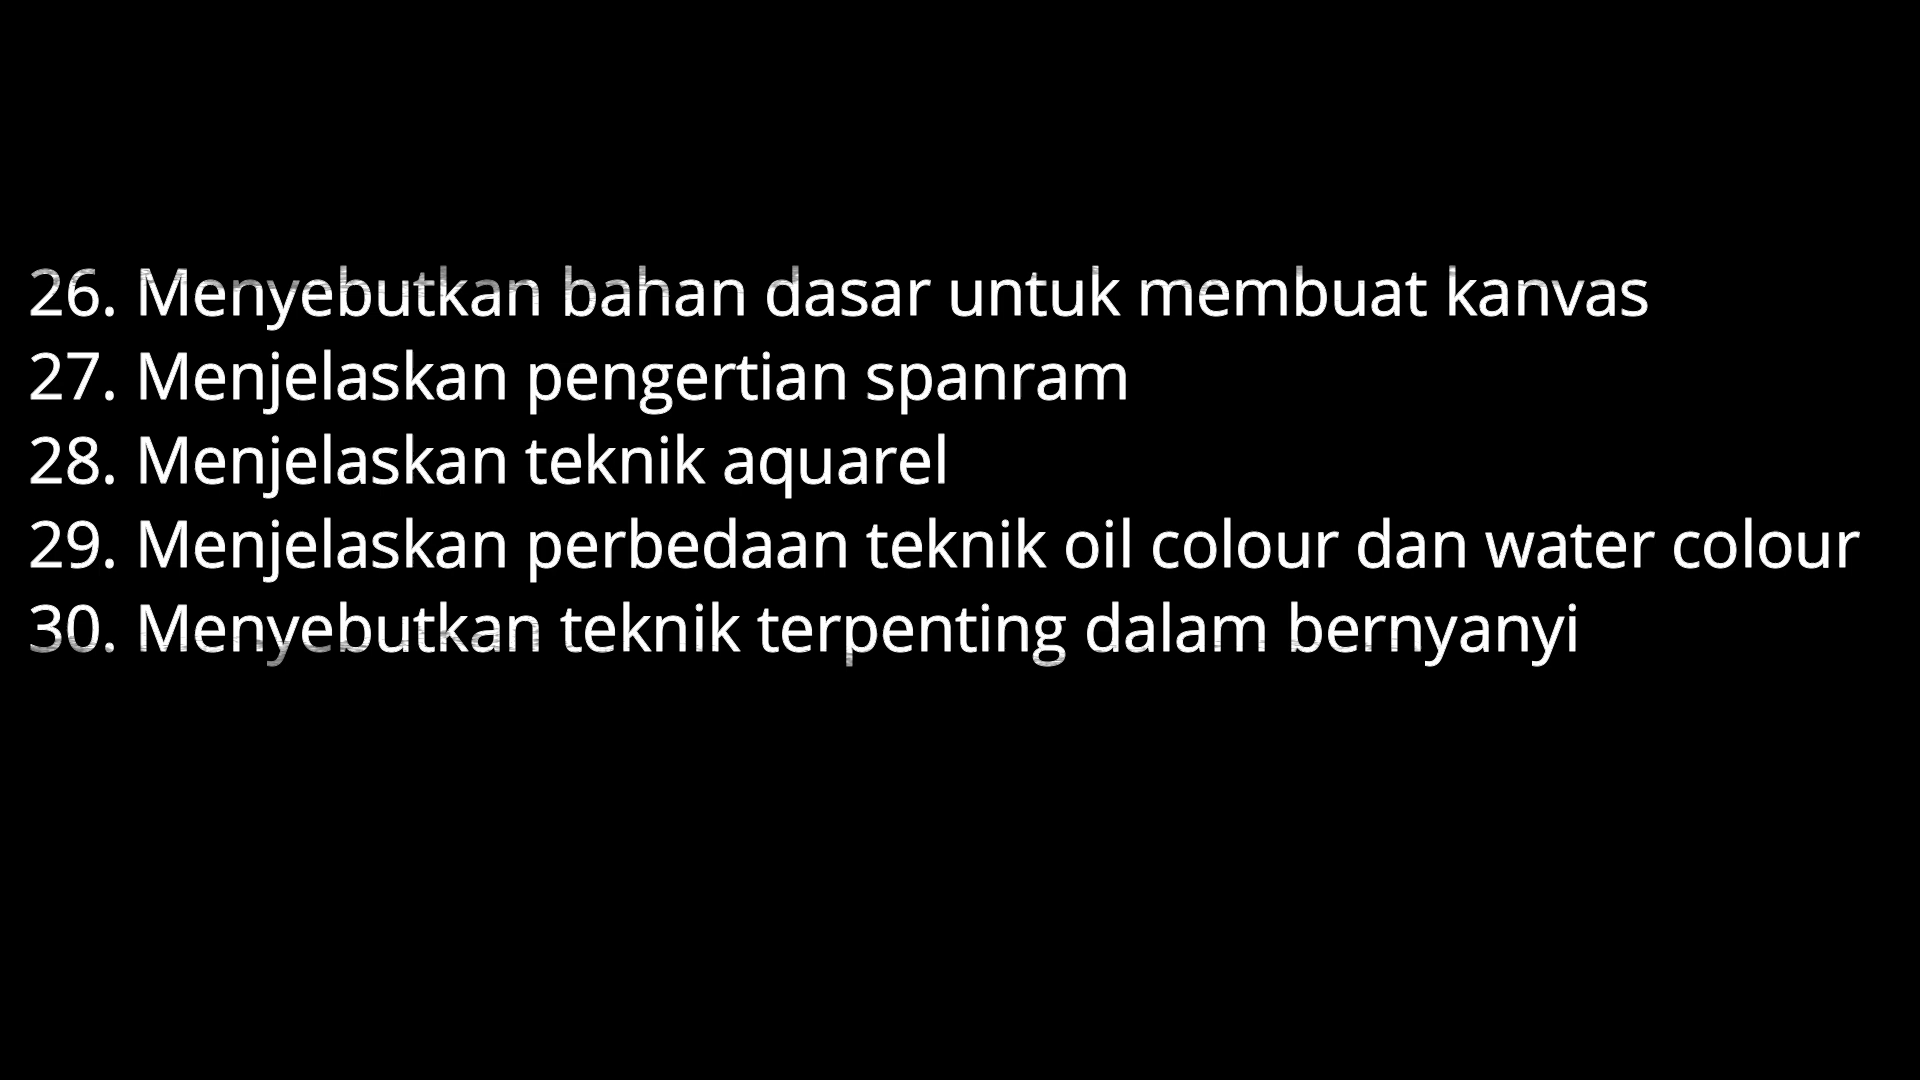 26. Menyebutkan bahan dasar untuk membuat kanvas
27. Menjelaskan pengertian spanram
28. Menjelaskan teknik aquarel
29. Menjelaskan perbedaan teknik oil colour dan water colour
30. Menyebutkan teknik terpenting dalam bernyanyi